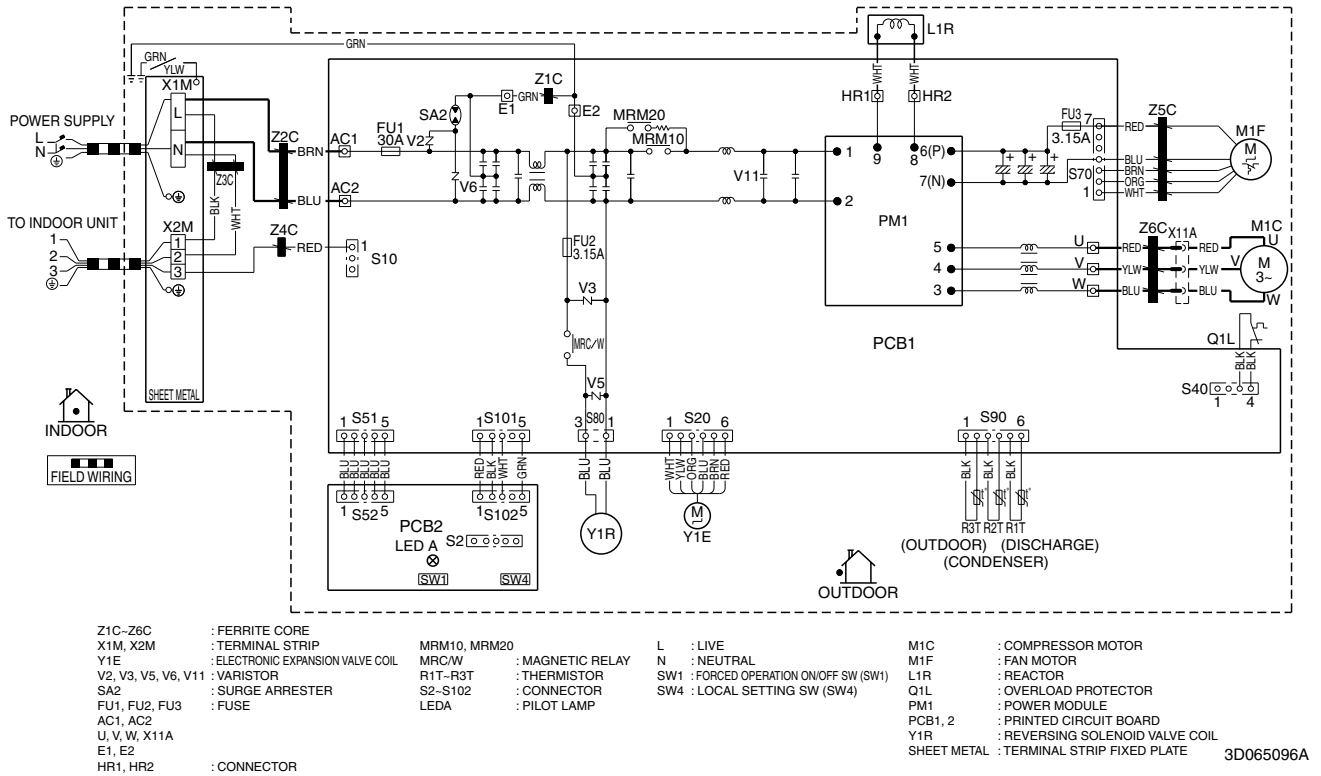 GRN
GRN
YLW
L1R
WHT WHT
HR1 HR2
POWER SUPPLY
L
N
X1M
L
N
Z3C
BLK
WHT
Z2C
BRN
BLU
AC1
AC2
FU1
30A
V2
SA2
V6
E1
GRN
Z1C
E2
MRM20
MRM10
V11
1
2
9 8
6(P)
7(N)
PM1
5
4
3
FU3
3.15A
7
S70
1
RED
BLU
BRN
ORG
WHT
Z5C
M1F
M
TO INDOOR UNIT
1
2
3
X2M
1
2
3
Z4C
RED
1
S10
FU2
3.15A
V3
MRC/W
V5
U
V
W
RED
YLW
BLU
Z6C
X11A
RED
YLW
BLU
M1C
U
V
W
M
3~
PCB1
Q1L
BLK BLK
S40
1 4
SHEET METAL
INDOOR
FIELD WIRING
1 S51 5
BLU BLU BLU BLU BLU
1 S52 5
1 S101 5
RED BLK WHT GRN
1 S102 5
PCB2
LED A
S2
SW1
SW4
3 S80 1
BLU BLU
Y1R
1 S20 6
WHT YLW ORG BLU BRN RED
M
Y1E
1 S90 6
BLK BLK BLK
t° t° t°
R3T R2T R1T
(OUTDOOR) (DISCHARGE)
(CONDENSER)
OUTDOOR
Z1C~Z6C : FERRITE CORE
X1M, X2M : TERMINAL STRIP
Y1E : ELECTRONIC EXPANSION VALVE COIL
V2, V3, V5, V6, V11 : VARISTOR
SA2 : SURGE ARRESTER
FU1, FU2, FU3 : FUSE
AC1, AC2
U, V, W, X11A
E1, E2
HR1, HR2 : CONNECTOR
MRM10, MRM20
MRC/W : MAGNETIC RELAY
R1T~R3T : THERMISTOR
S2~S102 : CONNECTOR
LEDA : PILOT LAMP
L : LIVE
N : NEUTRAL
SW1 : FORCED OPERATION ON/OFF SW (SW1)
SW4 : LOCAL SETTING SW (SW4)
M1C : COMPRESSOR MOTOR
M1F : FAN MOTOR
L1R : REACTOR
Q1L : OVERLOAD PROTECTOR
PM1 : POWER MODULE
PCB1, 2 : PRINTED CIRCUIT BOARD
Y1R : REVERSING SOLENOID VALVE COIL
SHEET METAL : TERMINAL STRIP FIXED PLATE
3D065096A